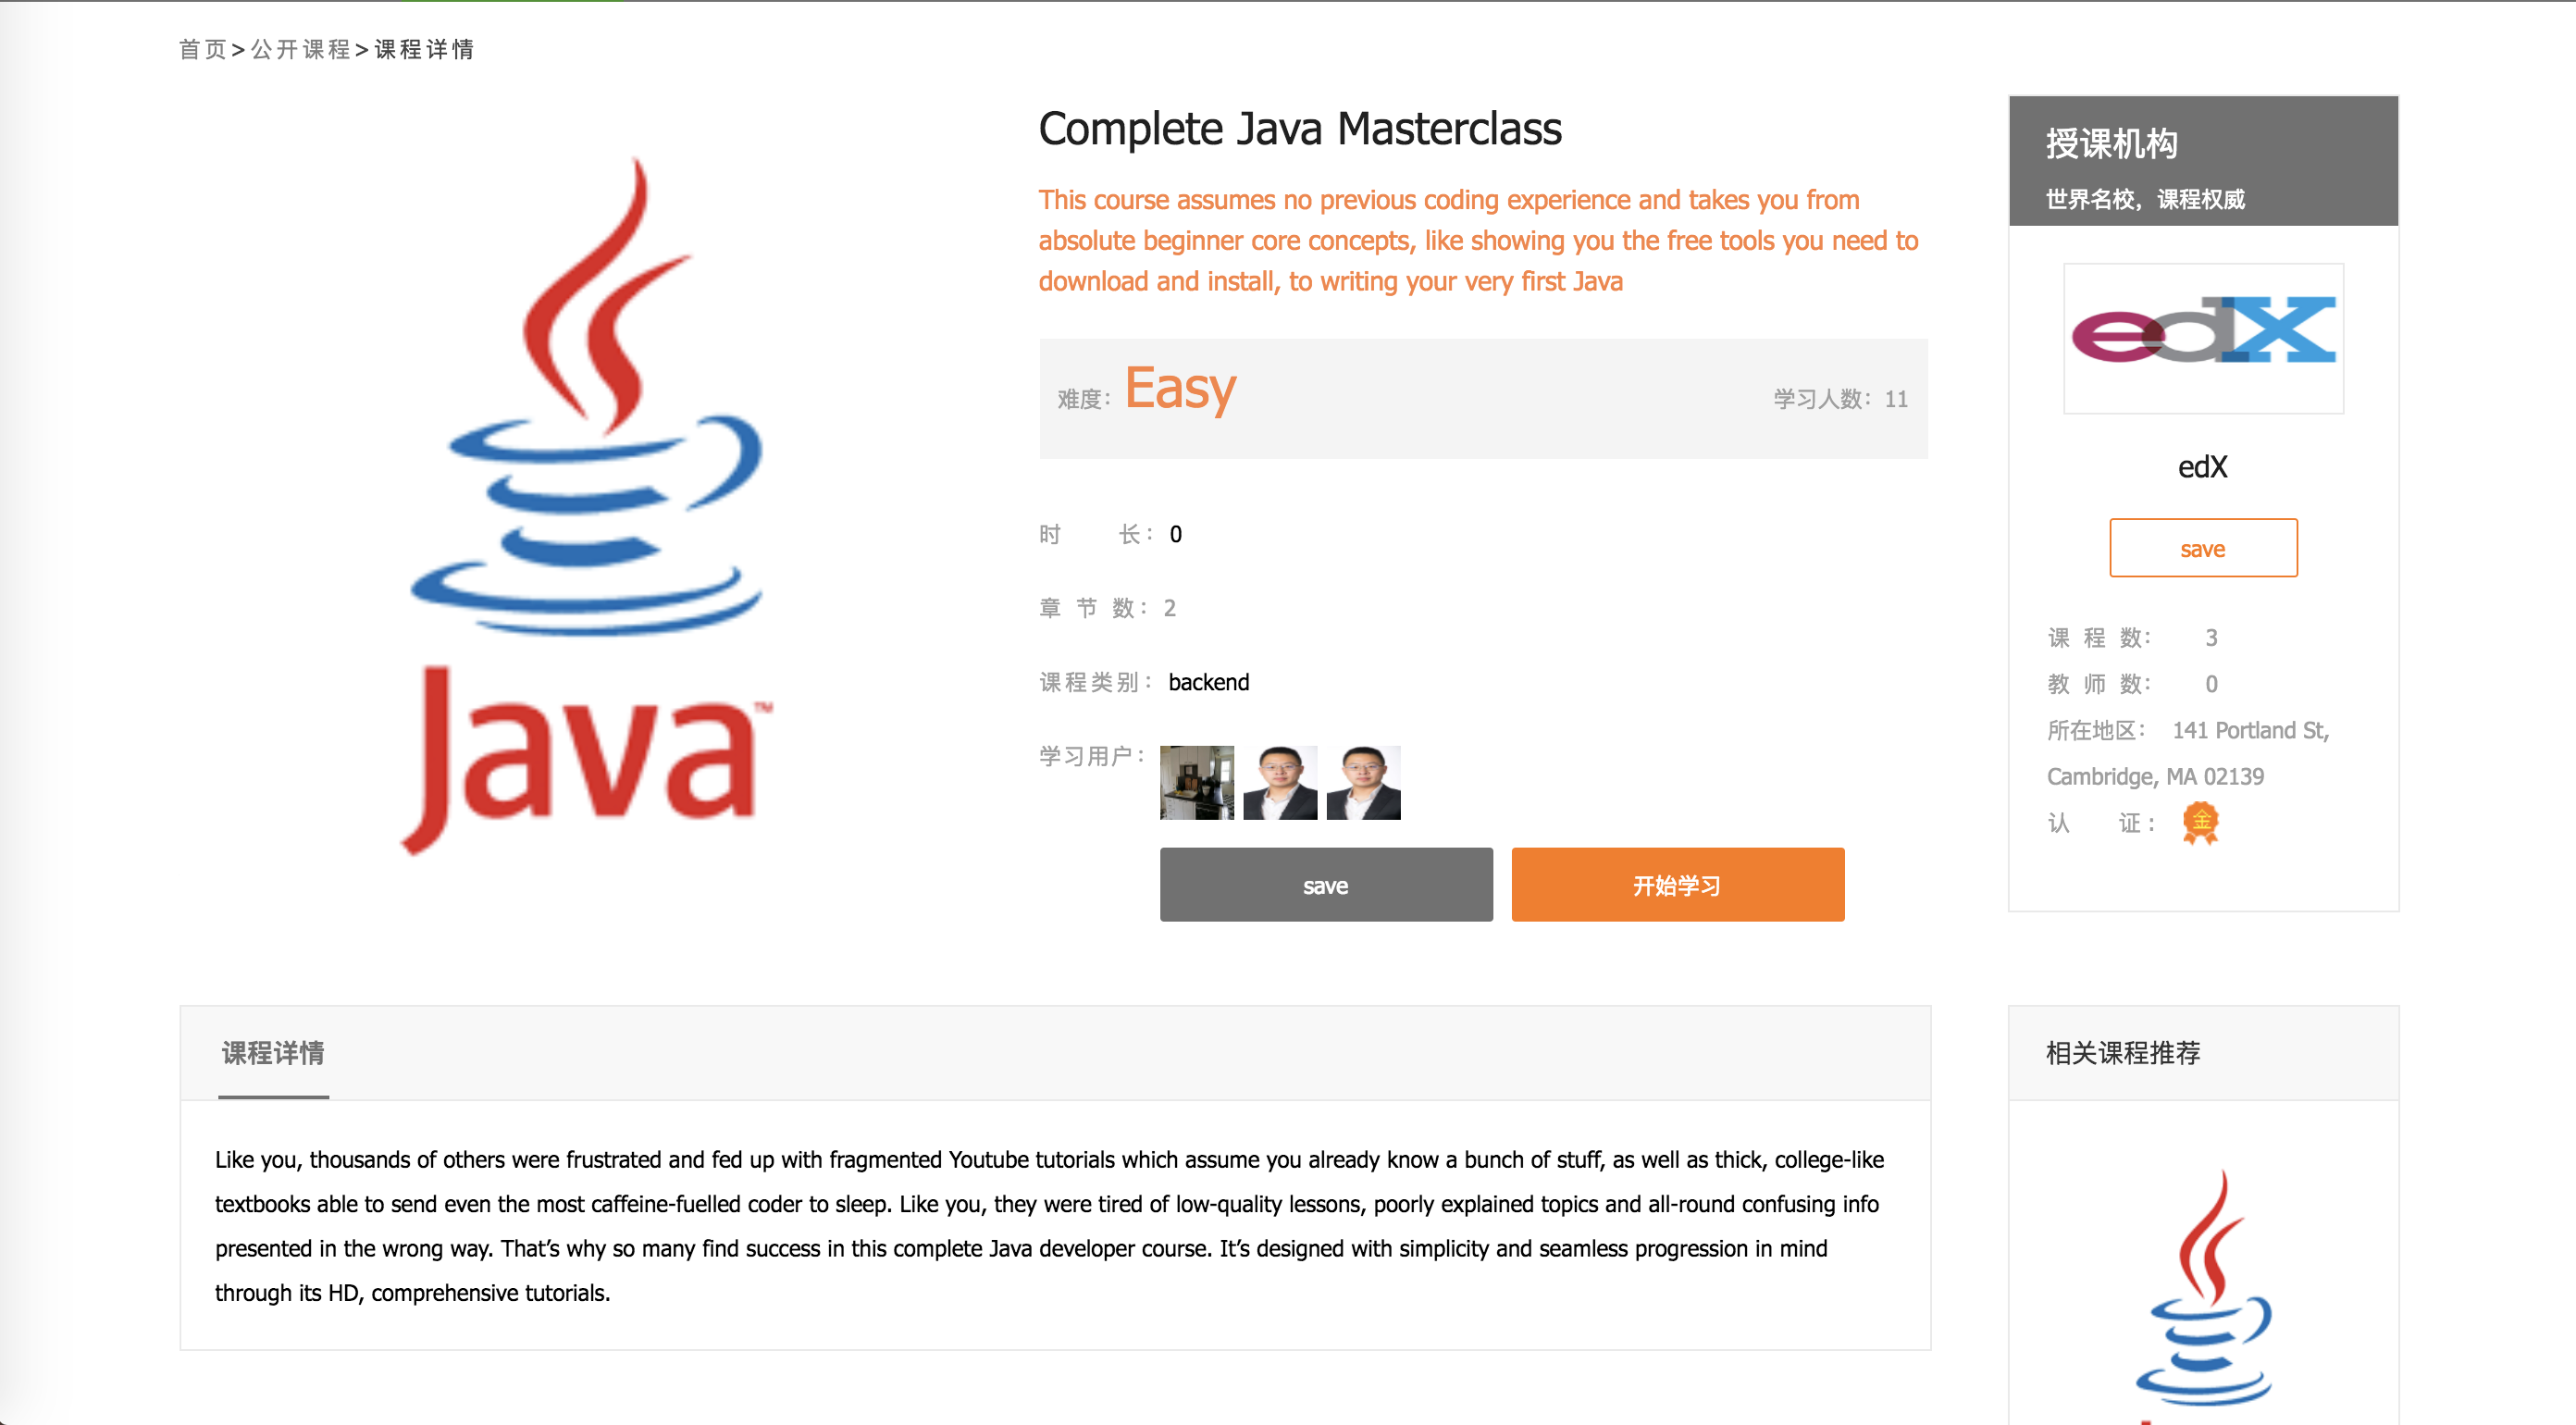 首页>公开课程>课程详情
Java™
Complete Java Masterclass
This course assumes no previous coding experience and takes you from
absolute beginner core concepts, like showing you the free tools you need to
download and install, to writing your very first Java
难度：Easy
学习人数：11
时 长：0
章 节 数：2
课程类别：backend
学习用户：
save
开始学习
授课机构
世界名校，课程权威
edX
edX
save
课 程 数： 3
教 师 数： 0
所在地区： 141 Portland St,
Cambridge, MA 02139
认 证：金
课程详情
Like you, thousands of others were frustrated and fed up with fragmented Youtube tutorials which assume you already know a bunch of stuff, as well as thick, college-like
textbooks able to send even the most caffeine-fuelled coder to sleep. Like you, they were tired of low-quality lessons, poorly explained topics and all-round confusing info
presented in the wrong way. That’s why so many find success in this complete Java developer course. It’s designed with simplicity and seamless progression in mind
through its HD, comprehensive tutorials.
相关课程推荐